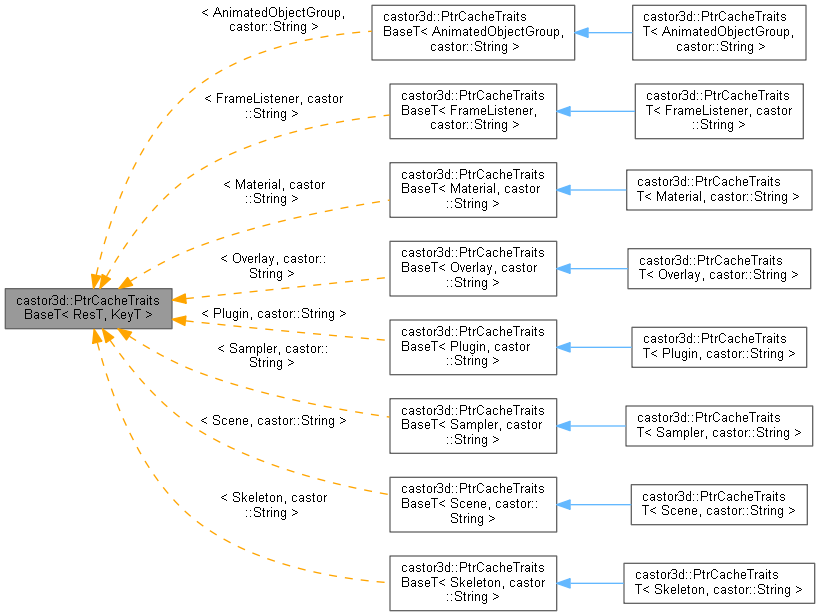 castor3d::PtrCacheTraits
BaseT< ResT, KeyT >
< AnimatedObjectGroup,
castor::String >
castor3d::PtrCacheTraits
BaseT< AnimatedObjectGroup,
castor::String >
castor3d::PtrCacheTraits
T< AnimatedObjectGroup,
castor::String >
< FrameListener, castor
::String >
castor3d::PtrCacheTraits
BaseT< FrameListener,
castor::String >
castor3d::PtrCacheTraits
T< FrameListener, castor
::String >
< Material, castor
::String >
castor3d::PtrCacheTraits
BaseT< Material, castor
::String >
castor3d::PtrCacheTraits
T< Material, castor::String >
< Overlay, castor::
String >
castor3d::PtrCacheTraits
BaseT< Overlay, castor
::String >
castor3d::PtrCacheTraits
T< Overlay, castor::String >
< Plugin, castor::String >
castor3d::PtrCacheTraits
BaseT< Plugin, castor
::String >
castor3d::PtrCacheTraits
T< Plugin, castor::String >
< Sampler, castor::
String >
castor3d::PtrCacheTraits
BaseT< Sampler, castor
::String >
castor3d::PtrCacheTraits
T< Sampler, castor::String >
< Scene, castor::String >
castor3d::PtrCacheTraits
BaseT< Scene, castor::
String >
castor3d::PtrCacheTraits
T< Scene, castor::String >
< Skeleton, castor
::String >
castor3d::PtrCacheTraits
BaseT< Skeleton, castor
::String >
castor3d::PtrCacheTraits
T< Skeleton, castor::String >